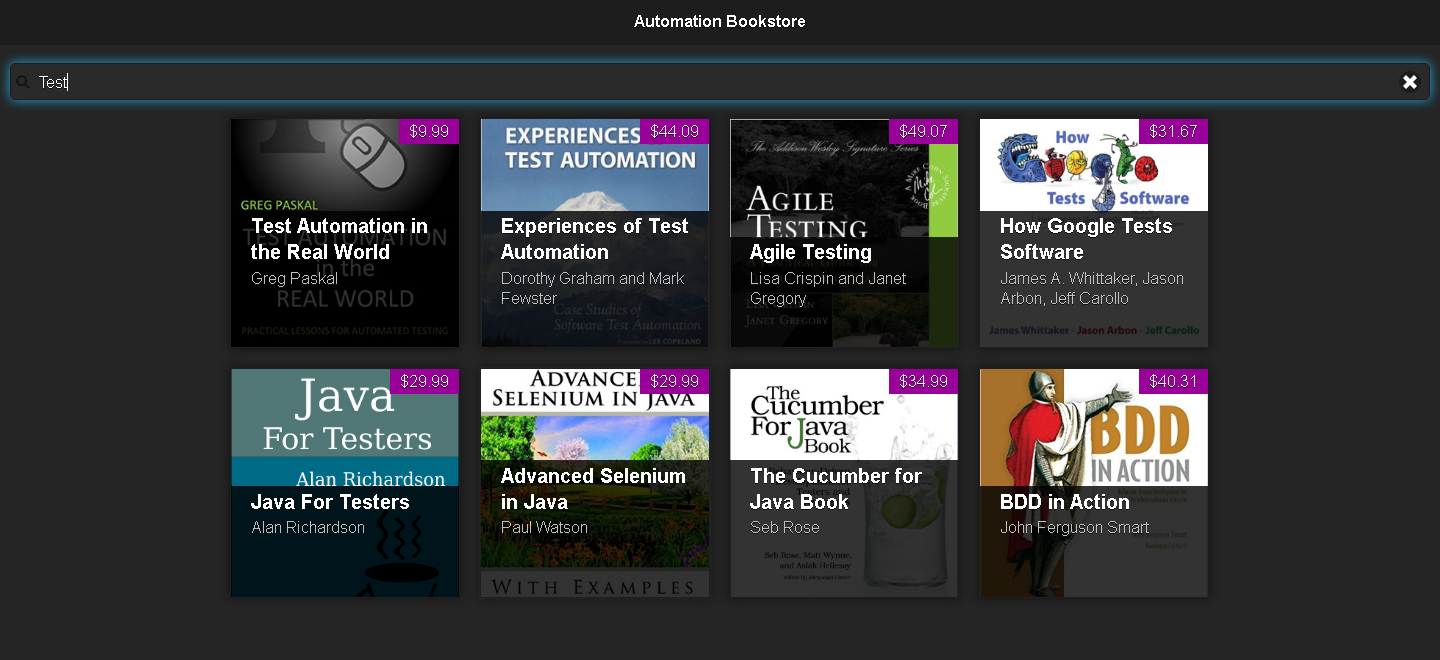 Automation Bookstore
Test
$9.99
GREG PASKAL
TEST AUTOMATION
in the
REAL WORLD
PRACTICAL LESSONS FOR AUTOMATED TESTING
Test Automation in
the Real World
Greg Paskal
$44.09
EXPERIENCES
TEST AUTOMATION
Experiences of Test
Automation
Dorothy Graham and Mark
Fewster
Case Studies of
Software Test Automation
LEE COPELAND
$49.07
The Addison Wesley Signature Series
AGILE
TESTING
Agile Testing
Lisa Crispin and Janet
Gregory
JANET GREGORY
$31.67
How
Tests Software
How Google Tests
Software
James A. Whittaker, Jason
Arbon, Jeff Carollo
James Whittaker · Jason Arbon · Jeff Carollo
$29.99
Java
For Testers
Alan Richardson
Java For Testers
Alan Richardson
$29.99
ADVANCE
SELENIUM IN JAVA
Advanced Selenium
in Java
Paul Watson
WITH EXAMPLES
$34.99
The
Cucumber
For Java
Book
The Cucumber for
Java Book
Seb Rose
Seb Rose, Matt Wynne,
and Aslak Hellesøy
$40.31
BDD
IN ACTION
BDD in Action
John Ferguson Smart